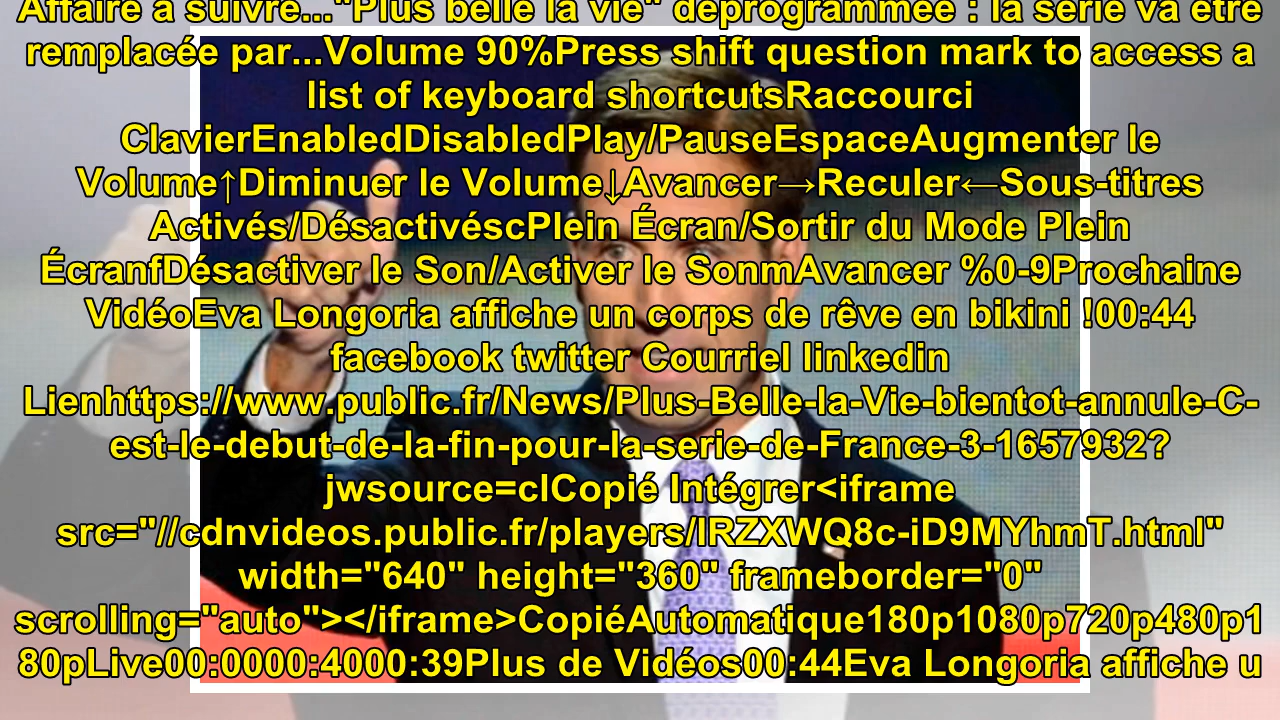 Affaire à suivre..."Plus belle la vie" déprogrammée : la série va être
remplacée par...Volume 90%Press shift question mark to access a
list of keyboard shortcutsRaccourci
ClavierEnabledDisabledPlay/PauseEspaceAugmenter le
Volume↑Diminuer le Volume↓Avancer→Reculer←Sous-titres
Activés/DésactivéscPlein Écran/Sortir du Mode Plein
ÉcranfDésactiver le Son/Activer le SonmAvancer %0-9Prochaine
VidéoEva Longoria affiche un corps de rêve en bikini !00:44
facebook twitter Courriel linkedin
Lienhttps://www.public.fr/News/Plus-Belle-la-Vie-bientot-annule-C-
est-le-debut-de-la-fin-pour-la-serie-de-France-3-1657932?
jwsource=clCopié Intégrer<iframe
src="//cdnvideos.public.fr/players/lRZXWQ8c-iD9MYhmT.html"
width="640" height="360" frameborder="0"
scrolling="auto"></iframe>CopiéAutomatique180p1080p720p480p1
80pLive00:0000:4000:39Plus de Vidéos00:44Eva Longoria affiche u